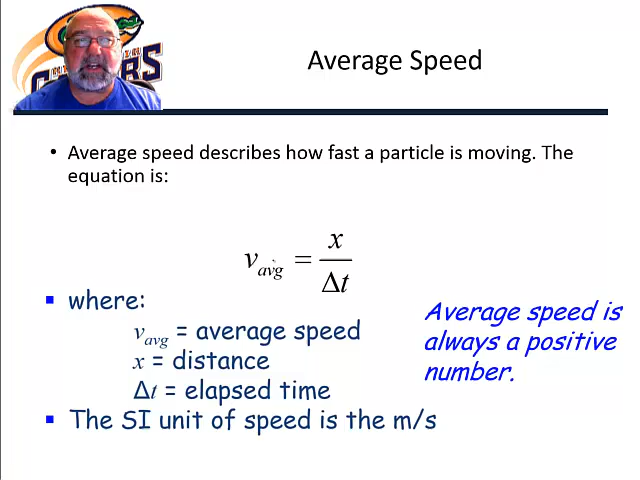 Average Speed
• Average speed describes how fast a particle is moving. The
equation is:
v_avg = x / Δt
where:
v_avg = average speed
x = distance
Δt = elapsed time
The SI unit of speed is the m/s
Average speed is
always a positive
number.